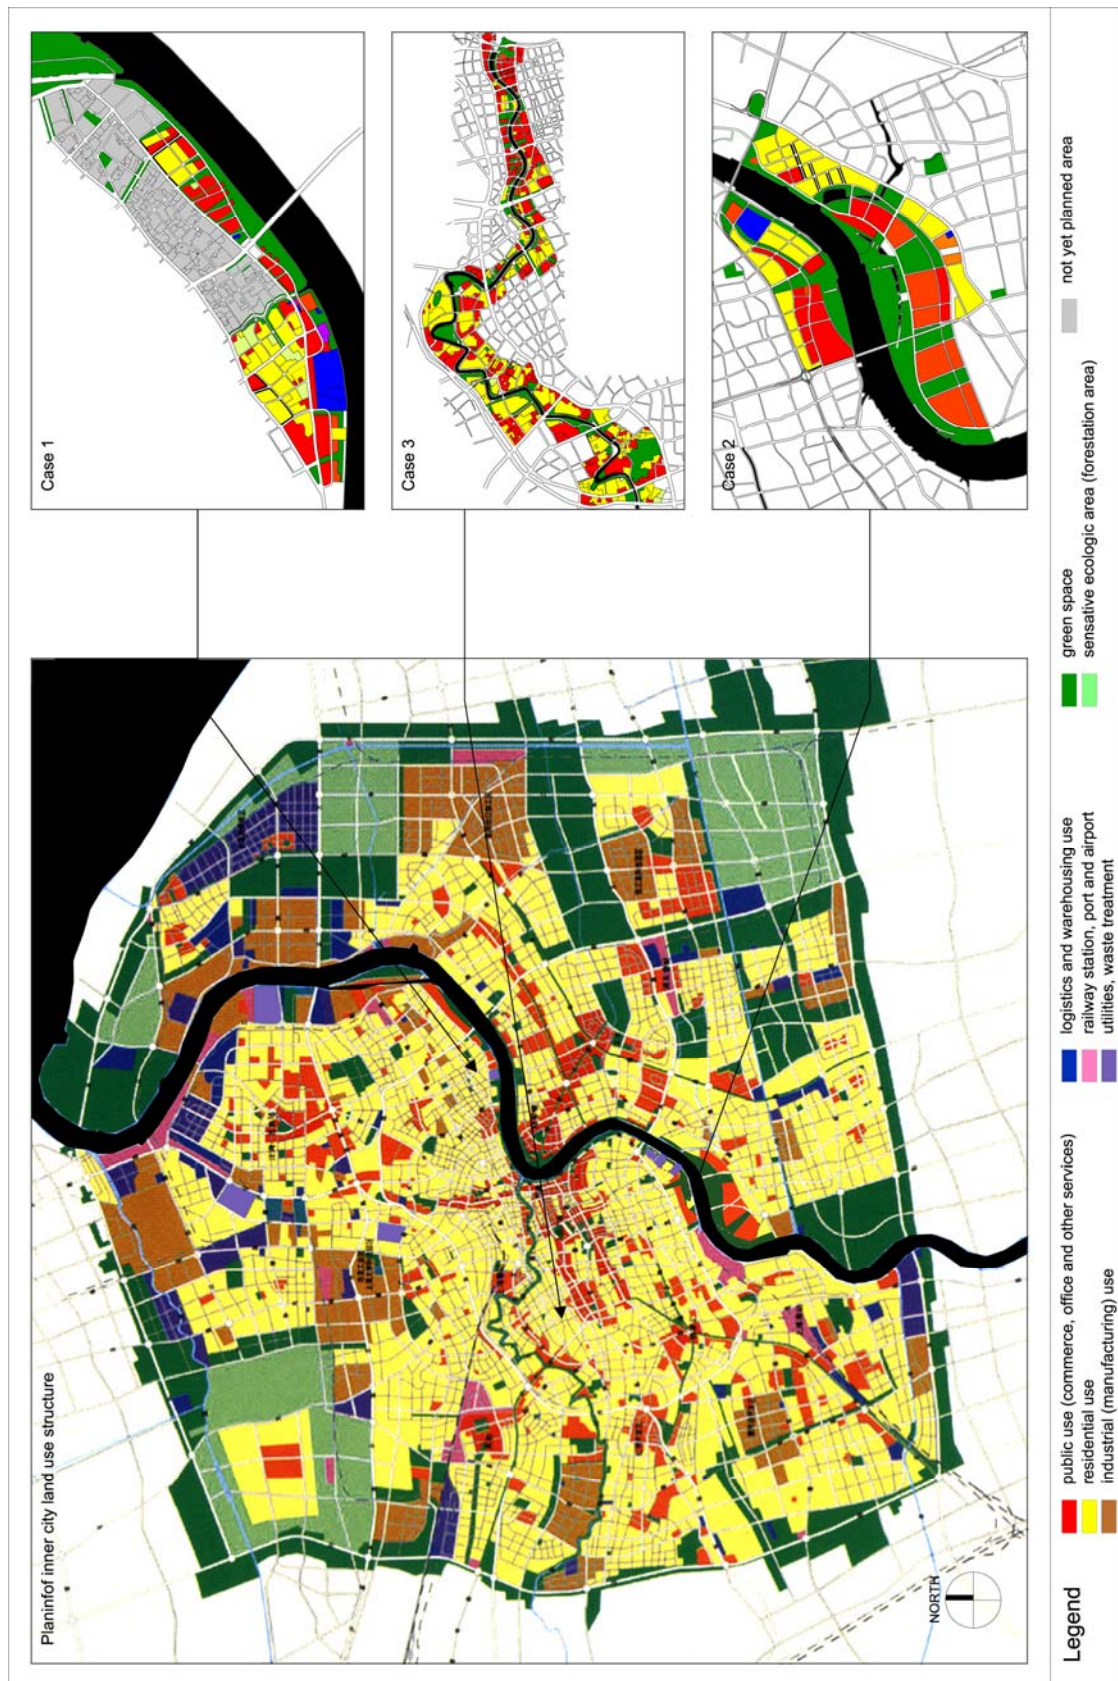 Planinfof inner city land use structure
Case 1
Case 3
Case 2
NORTH
Legend
public use (commerce, office and other services)
residential use
industrial (manufacturing) use
logistics and warehousing use
railway station, port and airport
utilities, waste treatment
green space
sensative ecologic area (forestation area)
not yet planned area